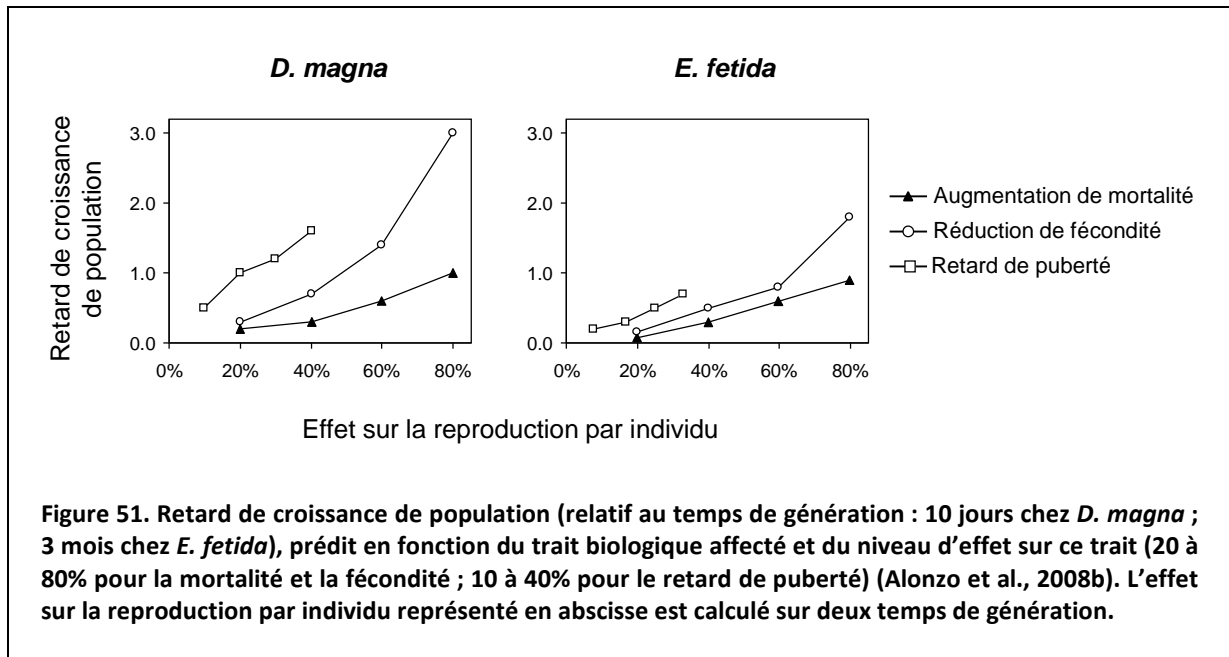 D. magna
E. fetida
Retard de croissance
de population
3.0
2.0
1.0
0.0
0% 20% 40% 60% 80%
3.0
2.0
1.0
0.0
0% 20% 40% 60% 80%
Augmentation de mortalité
Réduction de fécondité
Retard de puberté
Effet sur la reproduction par individu
Figure 51. Retard de croissance de population (relatif au temps de génération : 10 jours chez D. magna ;
3 mois chez E. fetida), prédit en fonction du trait biologique affecté et du niveau d’effet sur ce trait (20 à
80% pour la mortalité et la fécondité ; 10 à 40% pour le retard de puberté) (Alonzo et al., 2008b). L’effet
sur la reproduction par individu représenté en abscisse est calculé sur deux temps de génération.